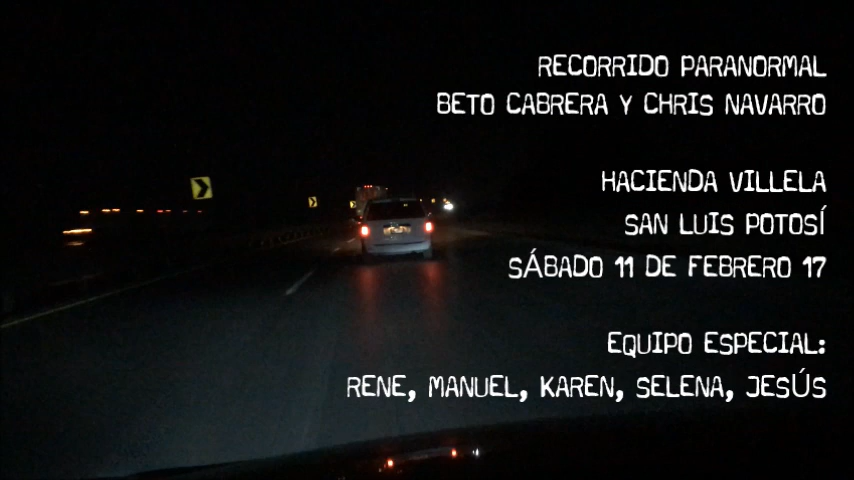 RECORRIDO PARANORMAL
BETO CABRERA Y CHRIS NAVARRO
HACIENDA VILLELA
SAN LUIS POTOSÍ
SÁBADO 11 DE FEBRERO 17
EQUIPO ESPECIAL:
RENE, MANUEL, KAREN, SELENA, JESÚS